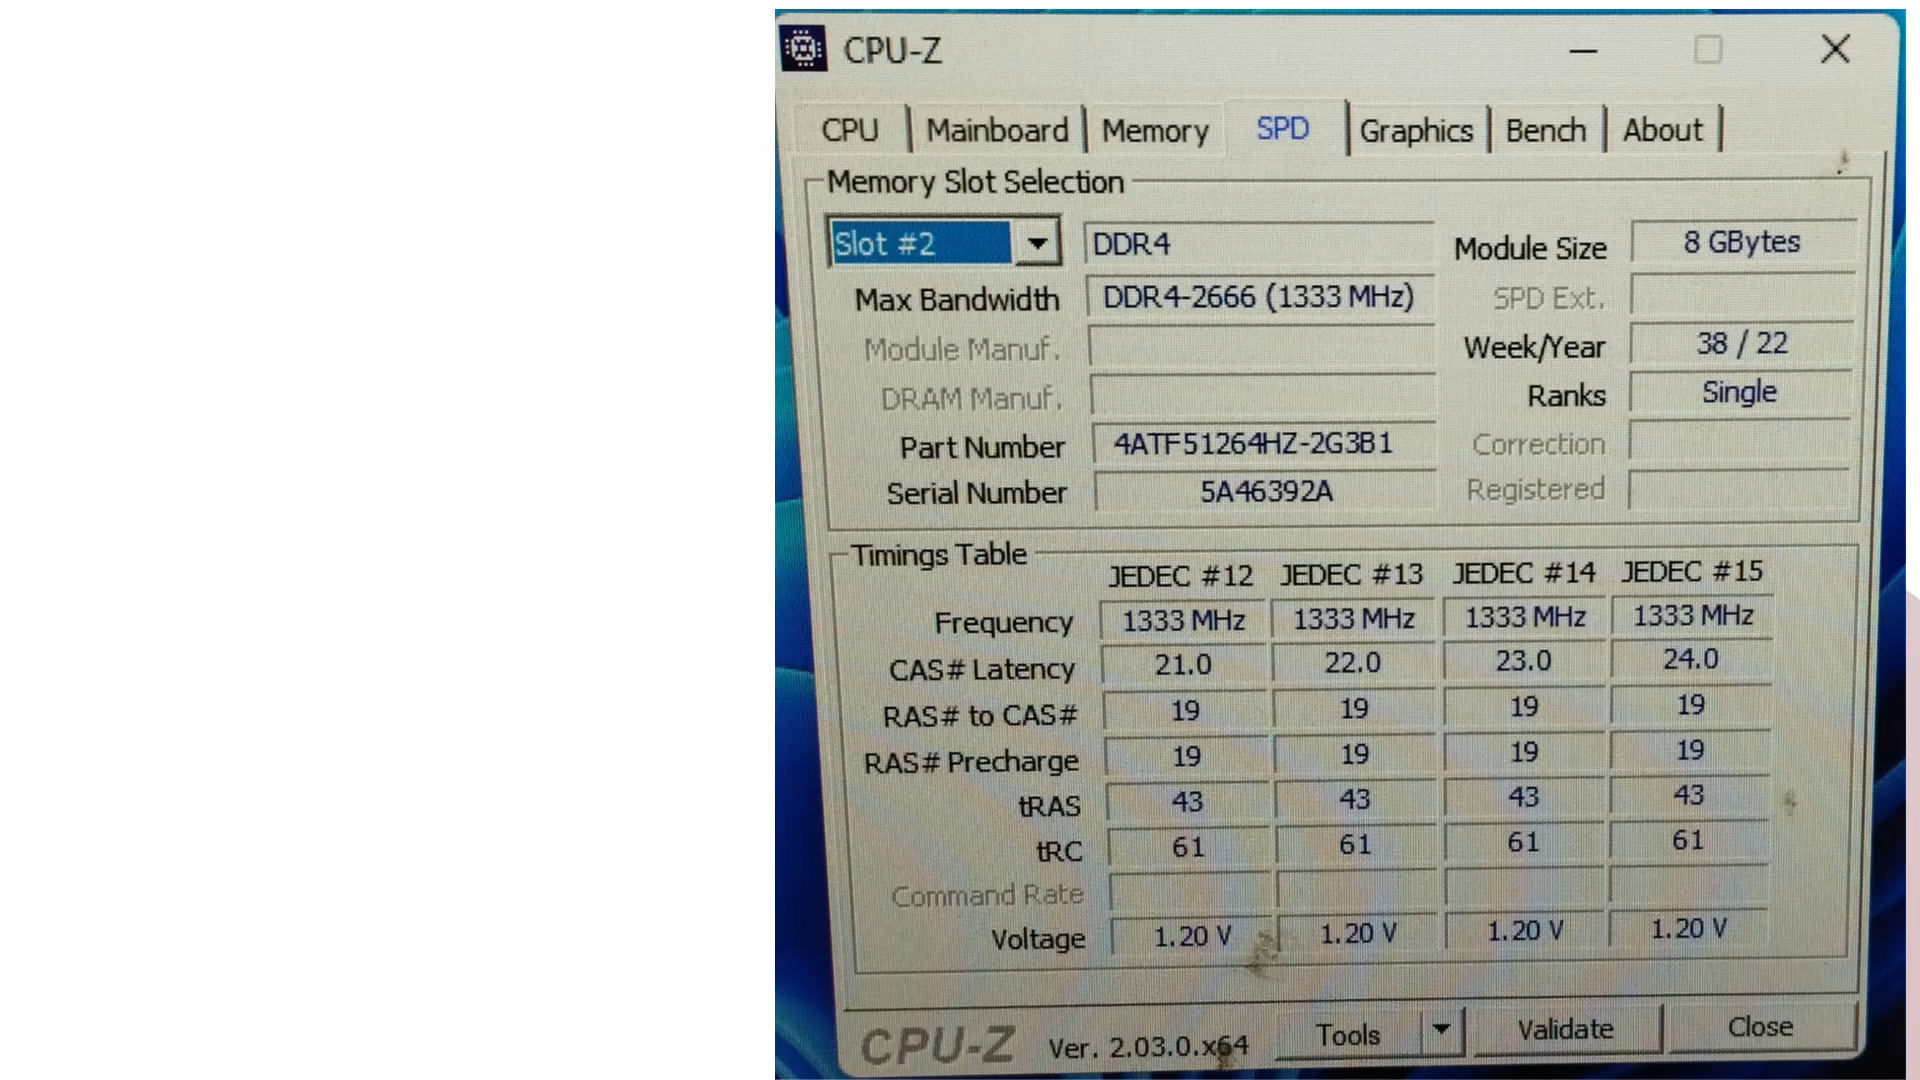 CPU-Z
CPU Mainboard Memory SPD Graphics Bench About
Memory Slot Selection
Slot #2 DDR4 Module Size 8 GBytes
Max Bandwidth DDR4-2666 (1333 MHz) SPD Ext.
Module Manuf. Week/Year 38 / 22
DRAM Manuf. Ranks Single
Part Number 4ATF51264HZ-2G3B1 Correction
Serial Number 5A46392A Registered
Timings Table
JEDEC #12 JEDEC #13 JEDEC #14 JEDEC #15
Frequency 1333 MHz 1333 MHz 1333 MHz 1333 MHz
CAS# Latency 21.0 22.0 23.0 24.0
RAS# to CAS# 19 19 19 19
RAS# Precharge 19 19 19 19
tRAS 43 43 43 43
tRC 61 61 61 61
Command Rate
Voltage 1.20 V 1.20 V 1.20 V 1.20 V
CPU-Z Ver. 2.03.0.x64 Tools Validate Close